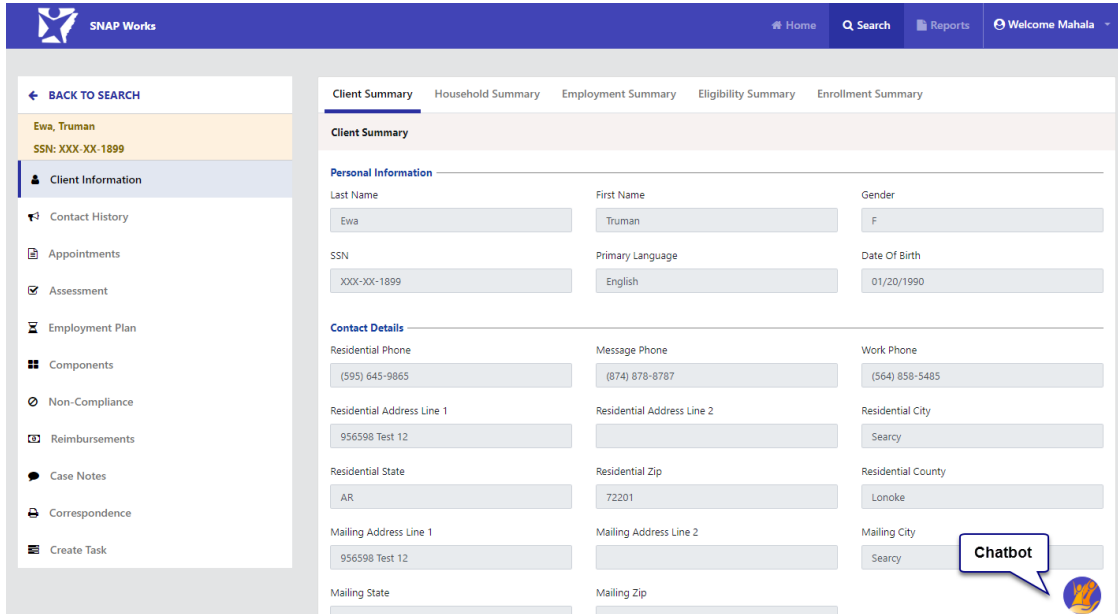 SNAP Works
Home Search Reports Welcome Mahala
BACK TO SEARCH
Ewa, Truman
SSN: XXX-XX-1899
Client Information
Contact History
Appointments
Assessment
Employment Plan
Components
Non-Compliance
Reimbursements
Case Notes
Correspondence
Create Task
Client Summary Household Summary Employment Summary Eligibility Summary Enrollment Summary
Client Summary
Personal Information
Last Name First Name Gender
Ewa Truman F
SSN Primary Language Date Of Birth
XXX-XX-1899 English 01/20/1990
Contact Details
Residential Phone Message Phone Work Phone
(595) 645-9865 (874) 878-8787 (564) 858-5485
Residential Address Line 1 Residential Address Line 2 Residential City
956598 Test 12 Searcy
Residential State Residential Zip Residential County
AR 72201 Lonoke
Mailing Address Line 1 Mailing Address Line 2 Mailing City
956598 Test 12 Searcy
Chatbot
Mailing State Mailing Zip